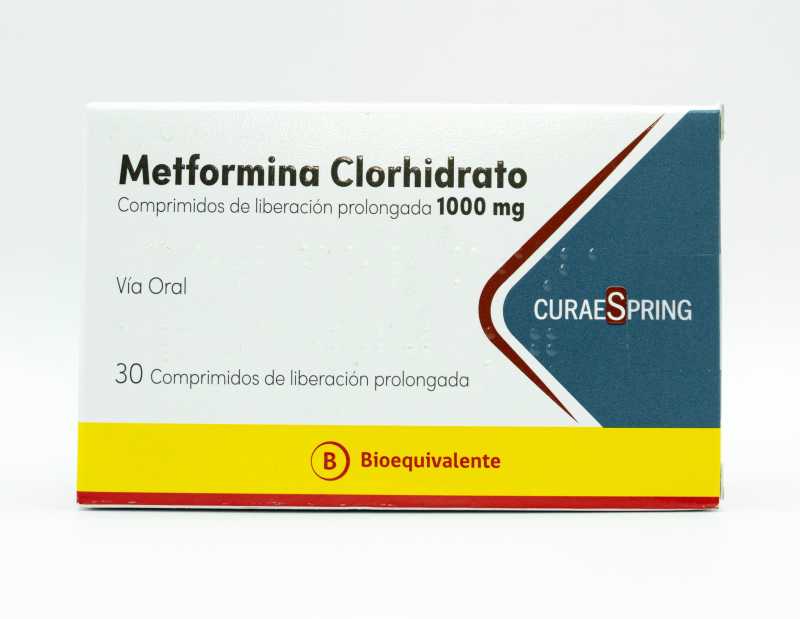 Metformina Clorhidrato
Comprimidos de liberación prolongada 1000 mg
Vía Oral
CURAESPRING
30 Comprimidos de liberación prolongada
B Bioequivalente